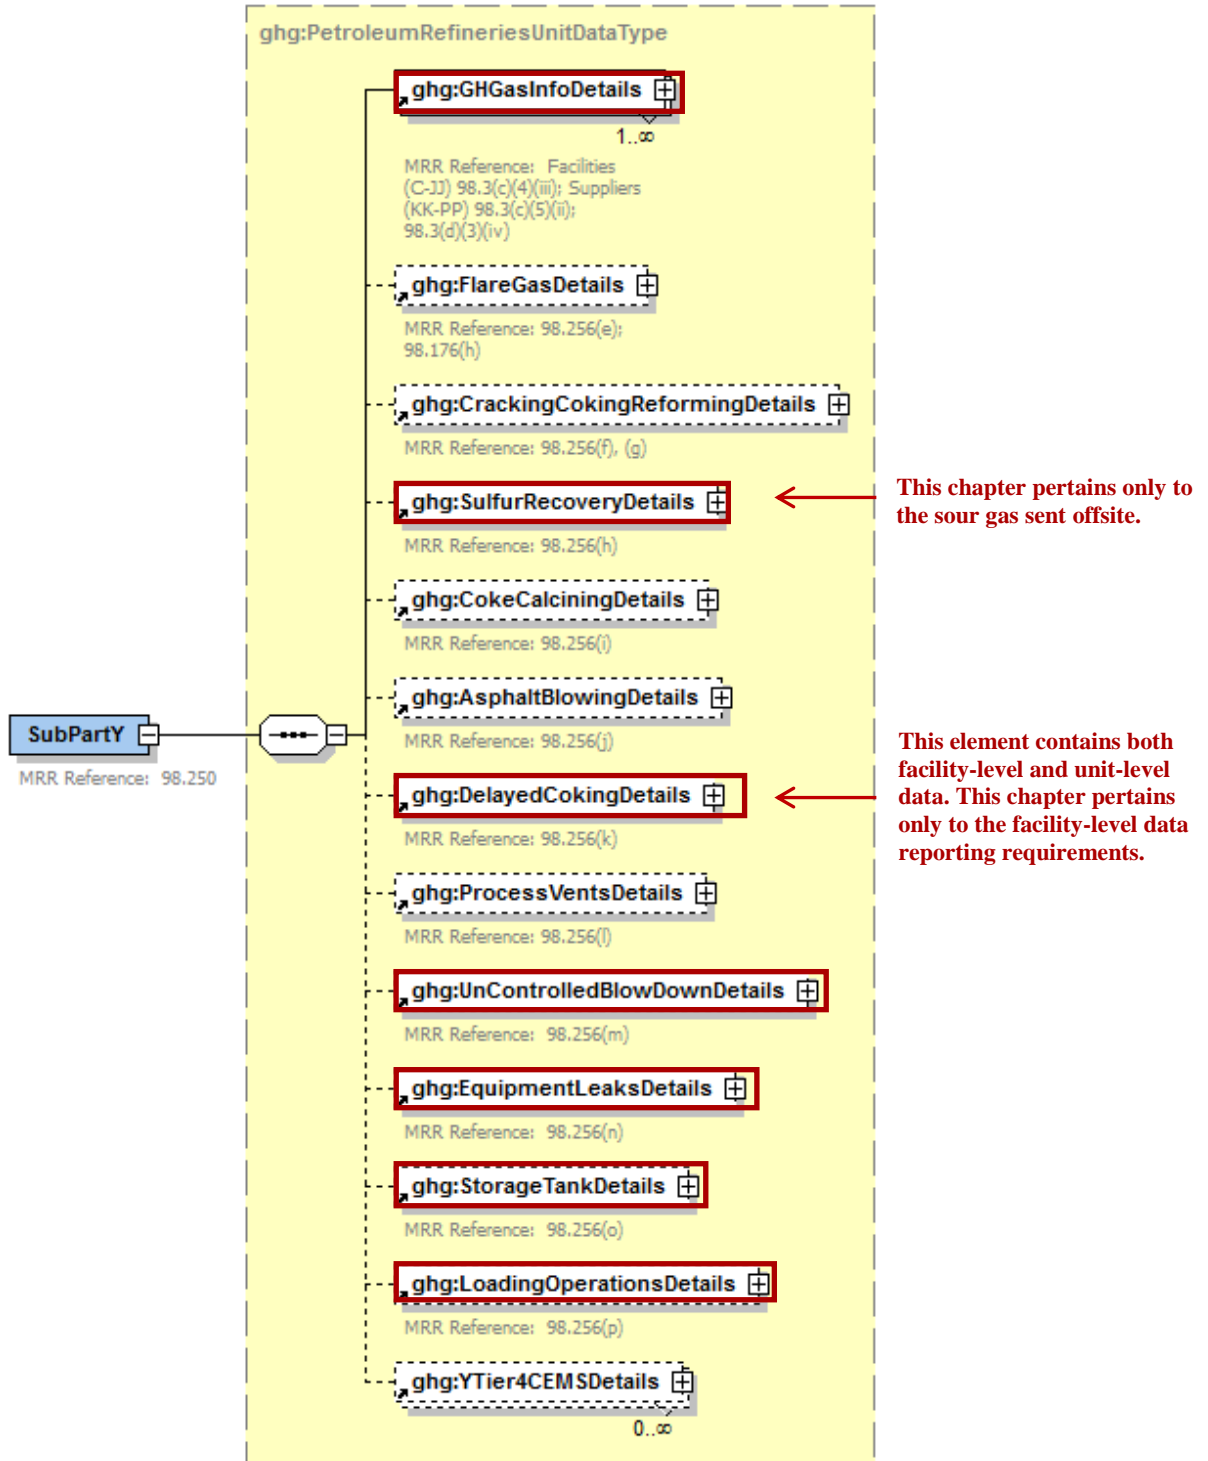 ghg:PetroleumRefineriesUnitDataType
ghg:GHGasInfoDetails
1..∞
MRR Reference:  Facilities
(C-JJ) 98.3(c)(4)(iii); Suppliers
(KK-PP) 98.3(c)(5)(ii);
98.3(d)(3)(iv)
ghg:FlareGasDetails
MRR Reference: 98.256(e);
98.176(h)
ghg:CrackingCokingReformingDetails
MRR Reference: 98.256(f), (g)
ghg:SulfurRecoveryDetails
This chapter pertains only to
the sour gas sent offsite.
MRR Reference: 98.256(h)
ghg:CokeCalciningDetails
MRR Reference: 98.256(i)
ghg:AsphaltBlowingDetails
MRR Reference: 98.256(j)
SubPartY
MRR Reference:  98.250
ghg:DelayedCokingDetails
This element contains both
facility-level and unit-level
data. This chapter pertains
only to the facility-level data
reporting requirements.
MRR Reference: 98.256(k)
ghg:ProcessVentsDetails
MRR Reference: 98.256(l)
ghg:UnControlledBlowDownDetails
MRR Reference:  98.256(m)
ghg:EquipmentLeaksDetails
MRR Reference:  98.256(n)
ghg:StorageTankDetails
MRR Reference:  98.256(o)
ghg:LoadingOperationsDetails
MRR Reference:  98.256(p)
ghg:YTier4CEMSDetails
0..∞